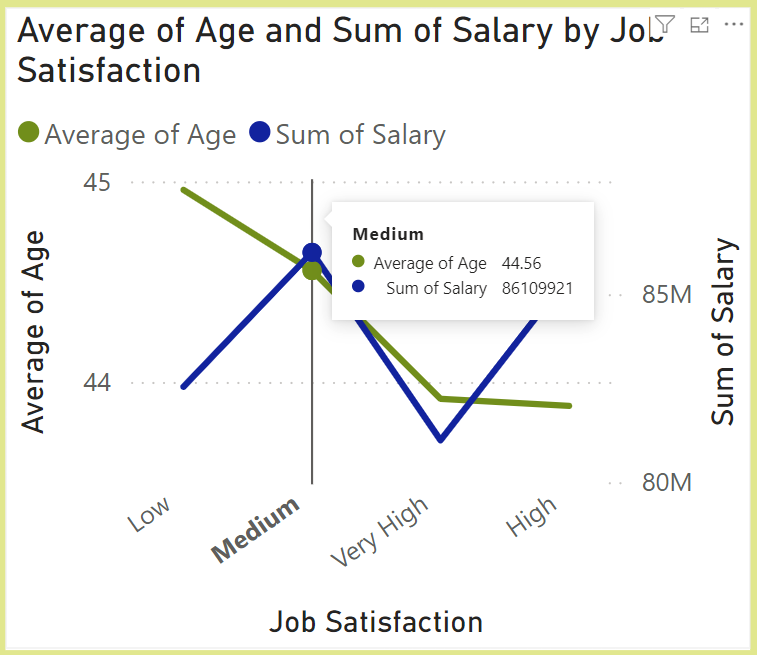 Average of Age and Sum of Salary by Job
Satisfaction
Average of Age Sum of Salary
45
44
Average of Age
Medium
Average of Age 44.56
Sum of Salary 86109921
85M
80M
Sum of Salary
Low
Medium
Very High
High
Job Satisfaction